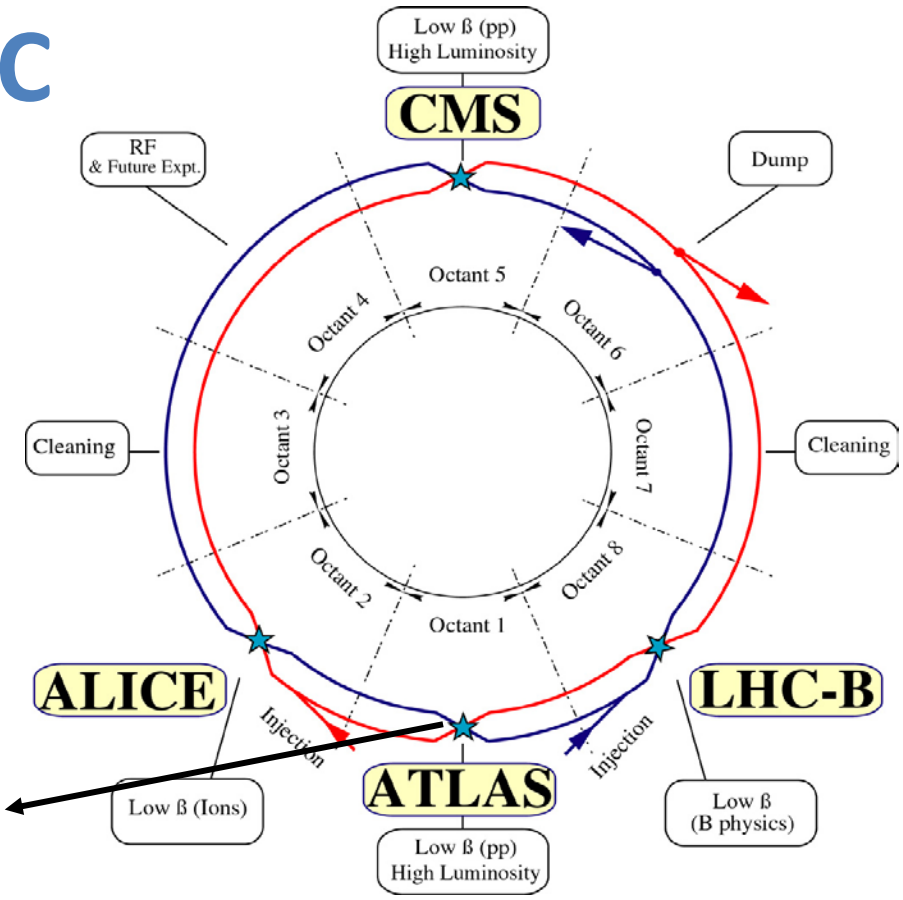 C
Low ß (pp)
High Luminosity
CMS
RF
& Future Expt.
Dump
Octant 5
Octant 4
Octant 6
Cleaning
Octant 3
Octant 7
Cleaning
Octant 2
Octant 8
Octant 1
ALICE
LHC-B
Injection
Injection
ATLAS
Low ß (Ions)
Low ß
(B physics)
Low ß (pp)
High Luminosity